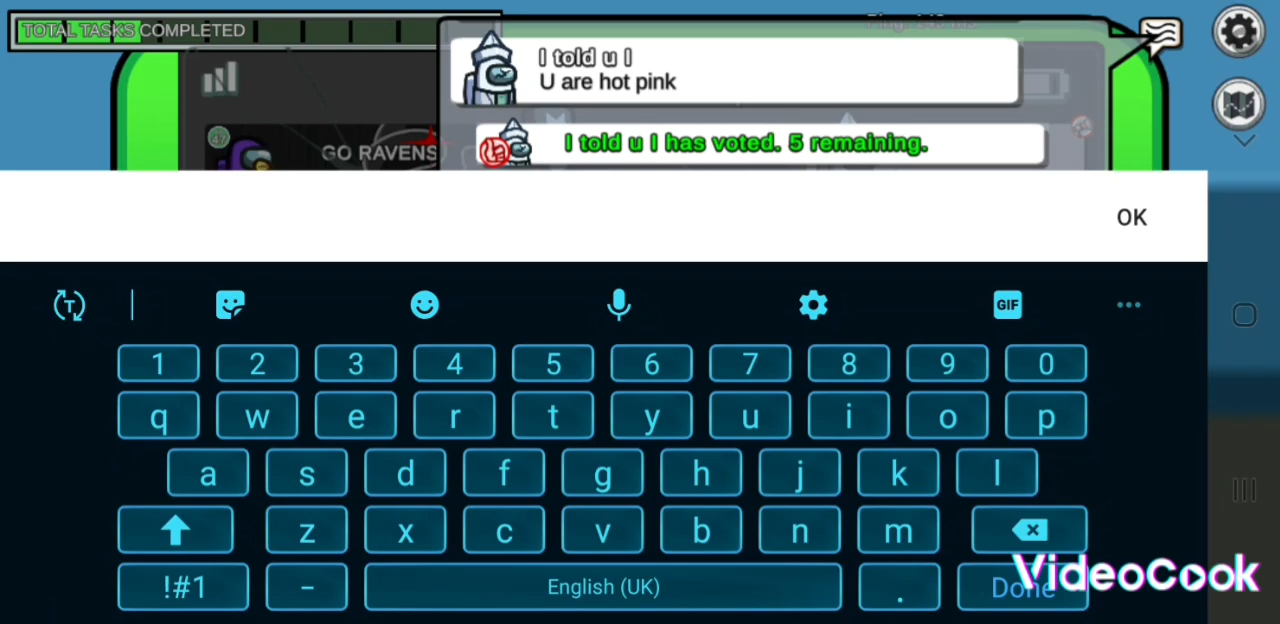 TOTAL TASKS COMPLETED
I told u I
U are hot pink
I told u I has voted. 5 remaining.
47
GO RAVENS
OK
T
GIF
1 2 3 4 5 6 7 8 9 0
q w e r t y u i o p
a s d f g h j k l
z x c v b n m
!#1 - English (UK) . Done
VideoCook